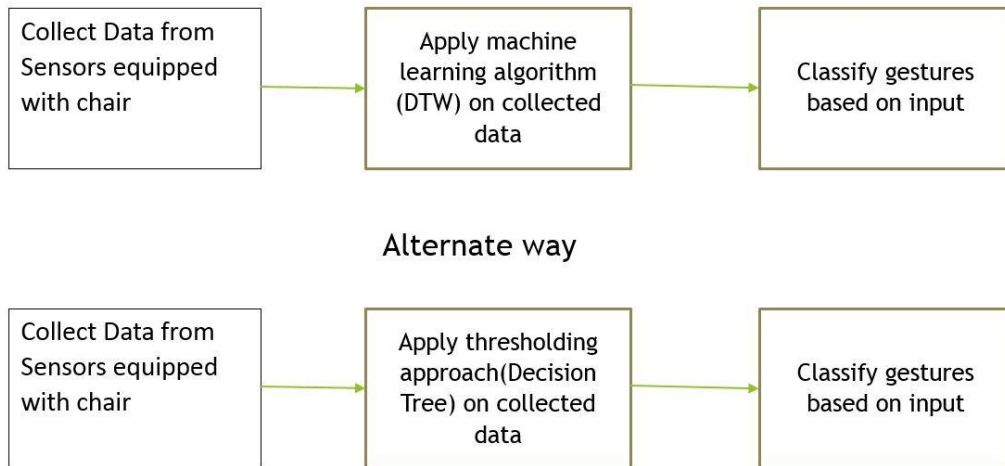 Collect Data from
Sensors equipped
with chair
Apply machine
learning algorithm
(DTW) on collected
data
Classify gestures
based on input
Alternate way
Collect Data from
Sensors equipped
with chair
Apply thresholding
approach(Decision
Tree) on collected
data
Classify gestures
based on input